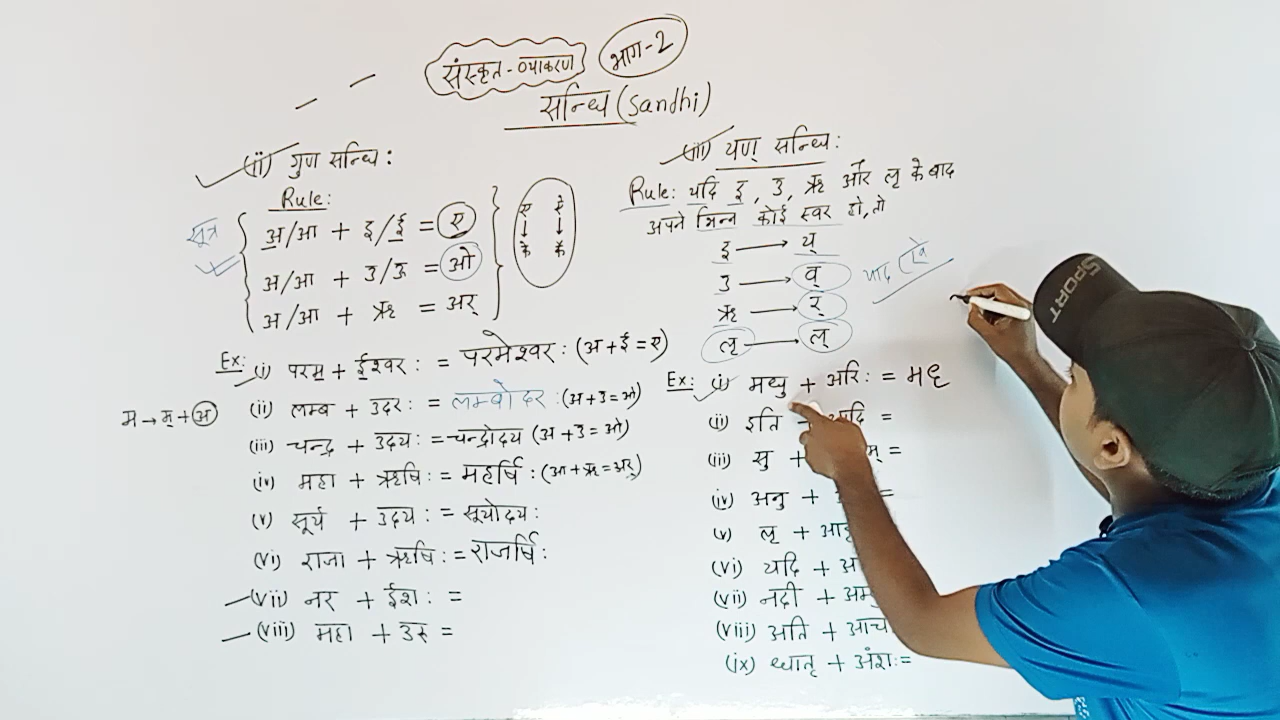 संस्कृत-व्याकरण भाग-2
सन्धि (Sandhi)
(ii) गुण सन्धि:
Rule:
सूत्र
अ/आ + इ/ई = ए
अ/आ + उ/ऊ = ओ
अ/आ + ऋ = अर्
ए ऐ
के कै
Ex: (i) परम + ईश्वर: = परमेश्वर: (अ+ई=ए)
म → म् + अ
(ii) लम्ब + उदर: = लम्बोदर: (अ+उ=ओ)
(iii) चन्द्र + उदय: = चन्द्रोदय (अ+उ=ओ)
(iv) महा + ऋषि: = महर्षि: (आ+ऋ=अर्)
(v) सूर्य + उदय: = सूर्योदय:
(vi) राजा + ऋषि: = राजर्षि:
(vii) नर + ईश: =
(viii) महा + उरु =
(iii) यण् सन्धि:
Rule: यदि इ, उ, ऋ और लृ के बाद
अपने भिन्न कोई स्वर हो, तो
इ → य्
उ → व्
ऋ → र्
लृ → ल्
याद
Ex: (i) मधु + अरि: = मध्
(ii) इति + आदि =
(iii) सु + म् =
(iv) अनु + =
(v) लृ +
(vi) यदि + अ
(vii) नदी +
(viii) अति + आचा
(ix) धातृ + अंश: =
SPORT